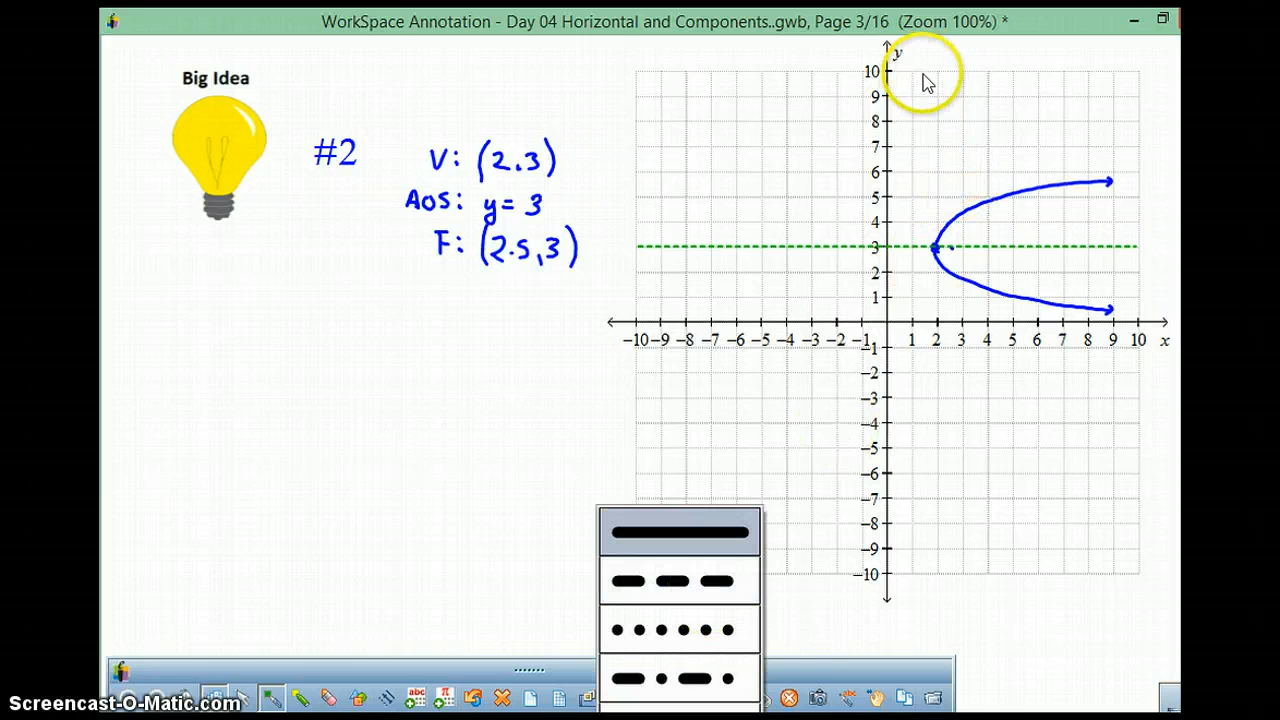 WorkSpace Annotation - Day 04 Horizontal and Components..gwb, Page 3/16 (Zoom 100%) *
Big Idea
#2
V: (2,3)
AOS: y= 3
F: (2.5,3)
y
10
9
8
7
6
5
4
3
2
1
−10 −9 −8 −7 −6 −5 −4 −3 −2 −1 1 2 3 4 5 6 7 8 9 10 x
−1
−2
−3
−4
−5
−6
−7
−8
−9
−10
abc
π
abc
Screencast-O-Matic.com